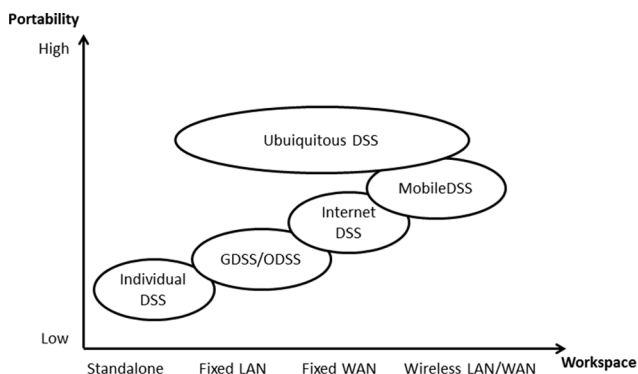 Portability
High
Ubuiquitous DSS
MobileDSS
Internet
DSS
GDSS/ODSS
Individual
DSS
Low
Workspace
Standalone Fixed LAN Fixed WAN Wireless LAN/WAN